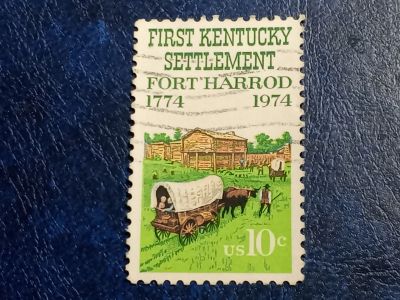 FIRST KENTUCKY
SETTLEMENT
FORT HARROD
1774 1974
US 10c